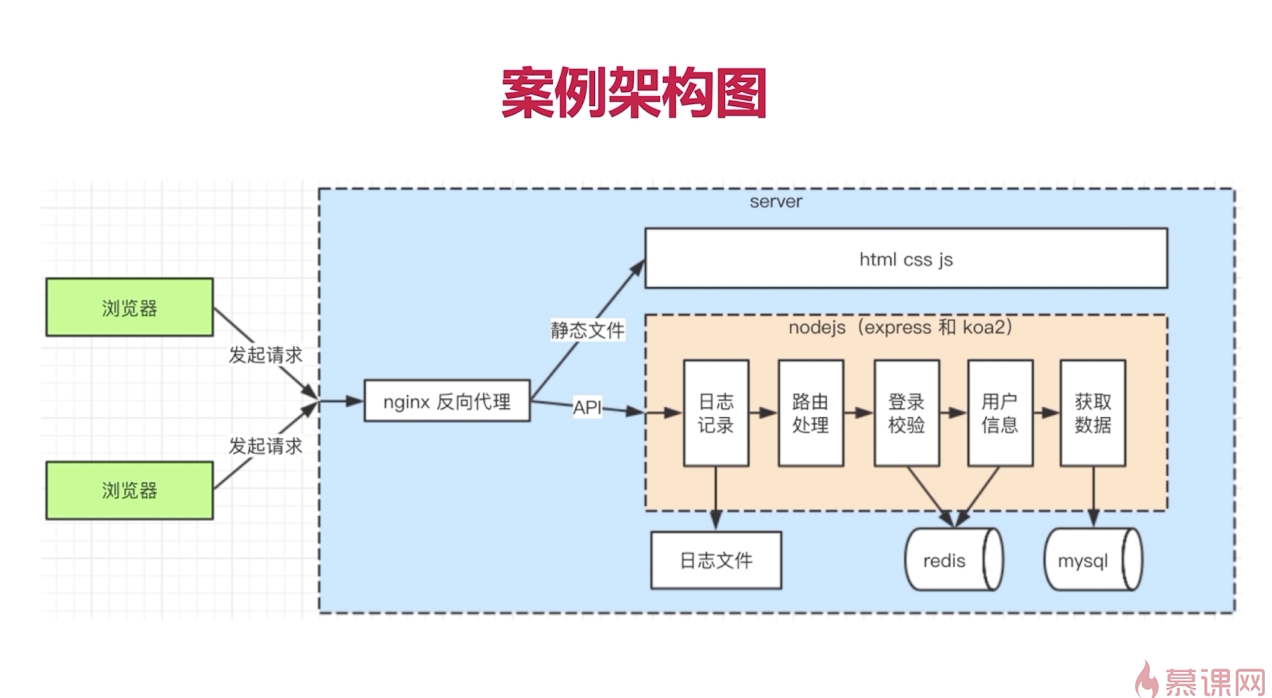 案例架构图
server
html css js
浏览器
静态文件
nodejs（express 和 koa2）
发起请求
nginx 反向代理
API
日志
记录
路由
处理
登录
校验
用户
信息
获取
数据
发起请求
浏览器
日志文件
redis
mysql
慕课网